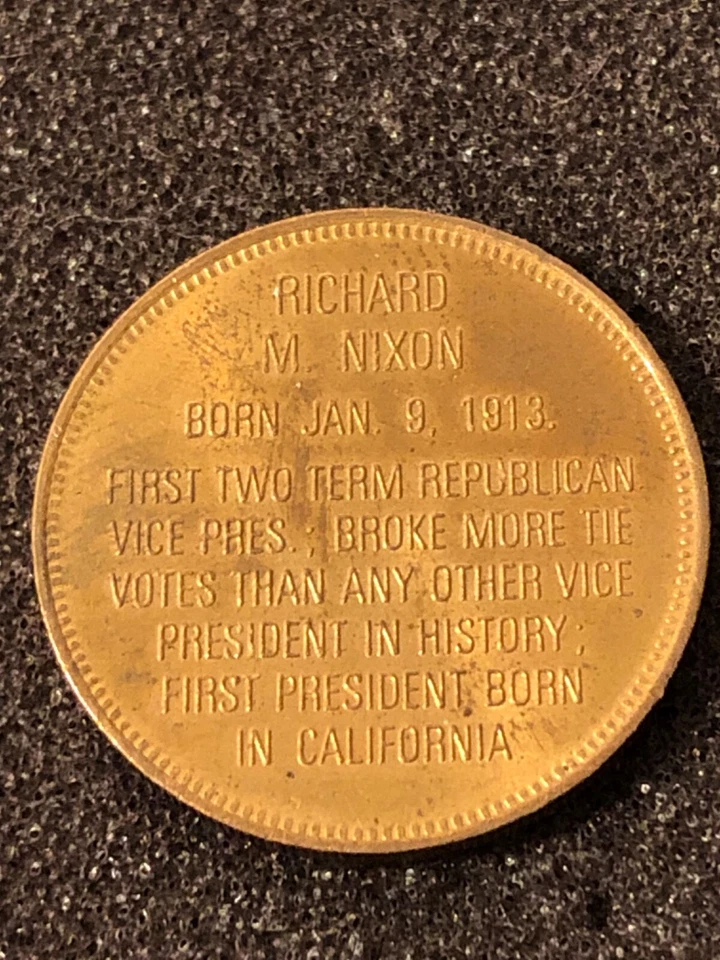 RICHARD
M. NIXON
BORN JAN. 9, 1913.
FIRST TWO TERM REPUBLICAN
VICE PRES.; BROKE MORE TIE
VOTES THAN ANY OTHER VICE
PRESIDENT IN HISTORY;
FIRST PRESIDENT BORN
IN CALIFORNIA